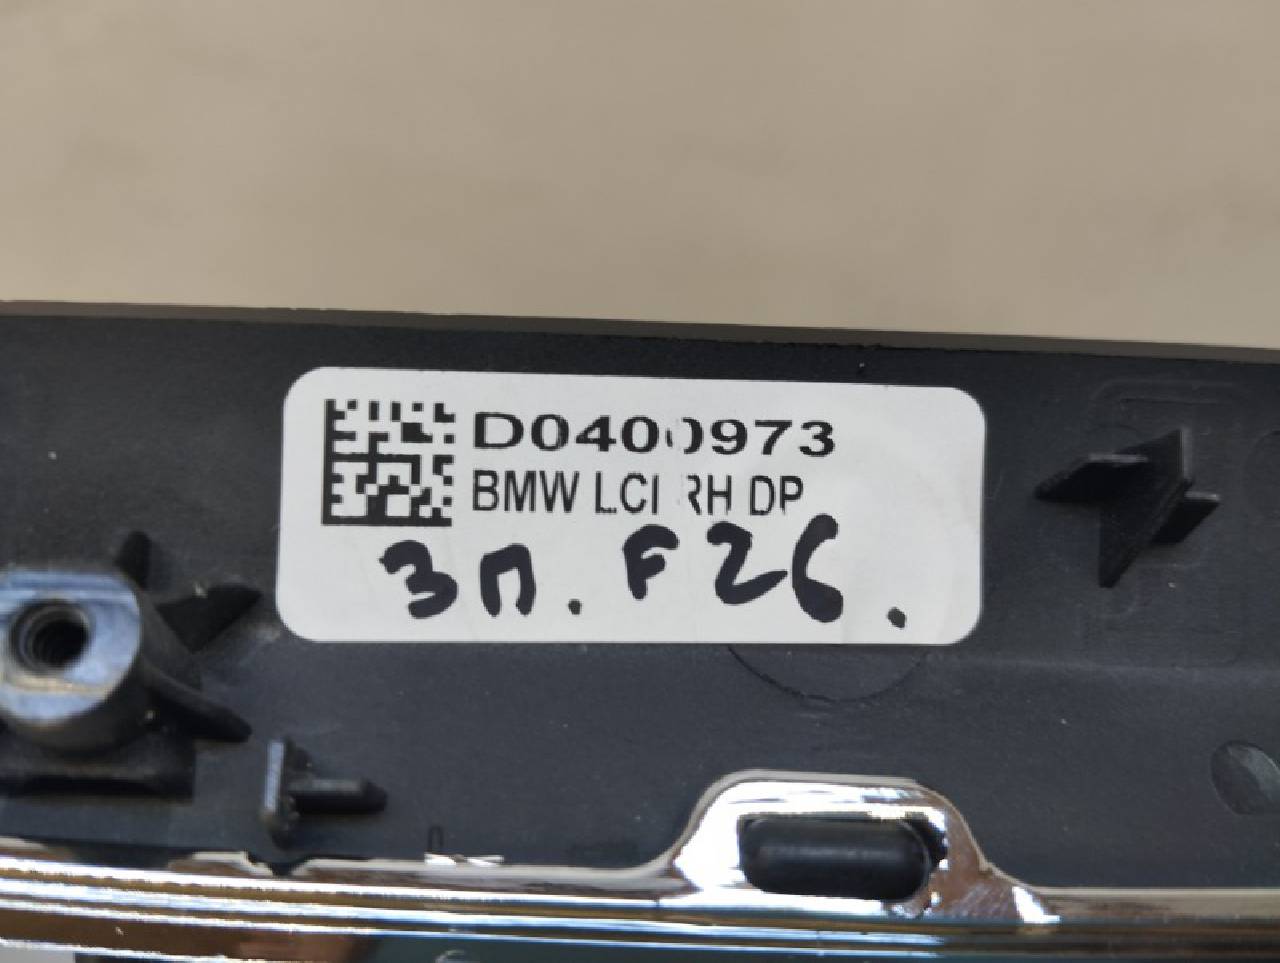 D0400973
BMW LCI RH DP
зп. F26.